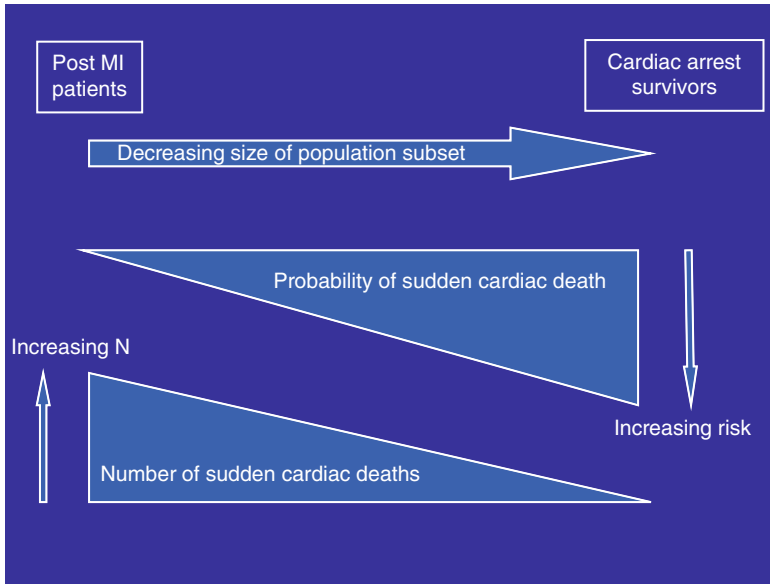 Post MI
patients
Cardiac arrest
survivors
Decreasing size of population subset
Probability of sudden cardiac death
Increasing N
Increasing risk
Number of sudden cardiac deaths